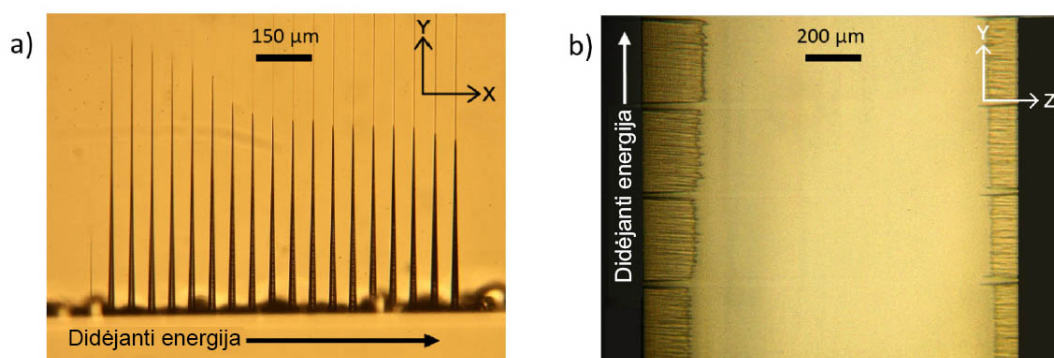 a)
150 µm
Y
X
Didėjanti energija
b)
200 µm
Y
Z
Didėjanti energija